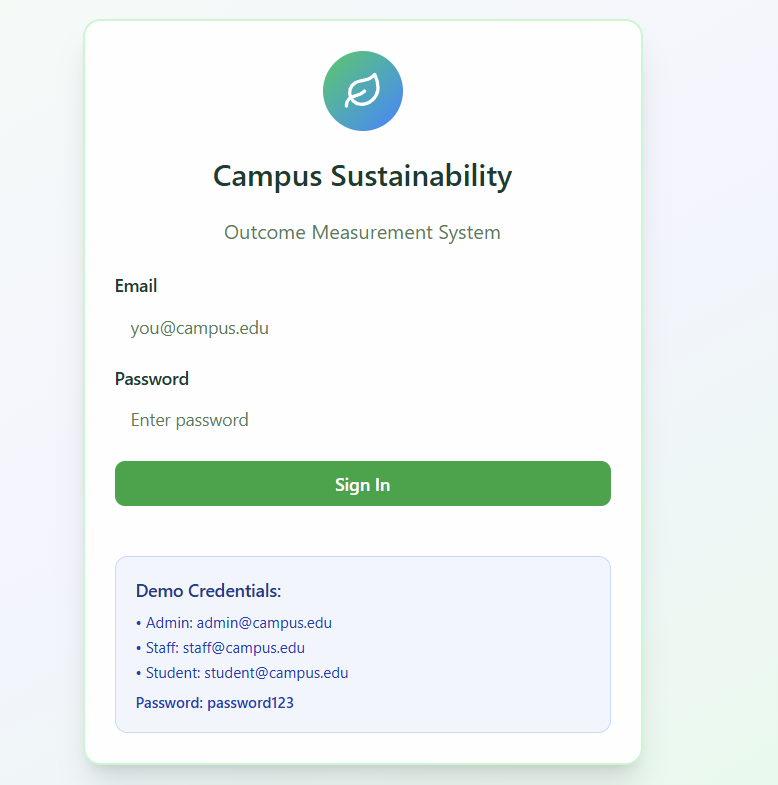 Campus Sustainability
Outcome Measurement System
Email
you@campus.edu
Password
Enter password
Sign In
Demo Credentials:
• Admin: admin@campus.edu
• Staff: staff@campus.edu
• Student: student@campus.edu
Password: password123